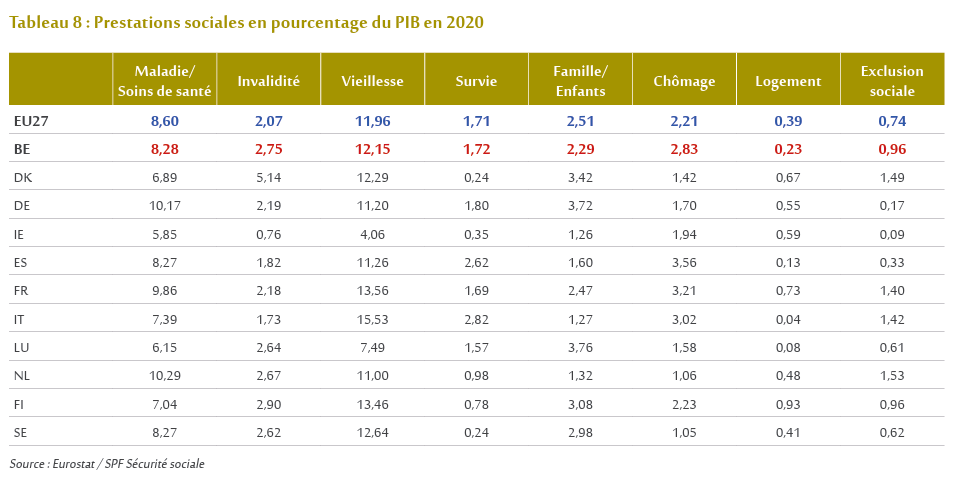 Tableau 8 : Prestations sociales en pourcentage du PIB en 2020
Maladie/ Soins de santé Invalidité Vieillesse Survie Famille/ Enfants Chômage Logement Exclusion sociale
EU27 8,60 2,07 11,96 1,71 2,51 2,21 0,39 0,74
BE 8,28 2,75 12,15 1,72 2,29 2,83 0,23 0,96
DK 6,89 5,14 12,29 0,24 3,42 1,42 0,67 1,49
DE 10,17 2,19 11,20 1,80 3,72 1,70 0,55 0,17
IE 5,85 0,76 4,06 0,35 1,26 1,94 0,59 0,09
ES 8,27 1,82 11,26 2,62 1,60 3,56 0,13 0,33
FR 9,86 2,18 13,56 1,69 2,47 3,21 0,73 1,40
IT 7,39 1,73 15,53 2,82 1,27 3,02 0,04 1,42
LU 6,15 2,64 7,49 1,57 3,76 1,58 0,08 0,61
NL 10,29 2,67 11,00 0,98 1,32 1,06 0,48 1,53
FI 7,04 2,90 13,46 0,78 3,08 2,23 0,93 0,96
SE 8,27 2,62 12,64 0,24 2,98 1,05 0,41 0,62
Source : Eurostat / SPF Sécurité sociale